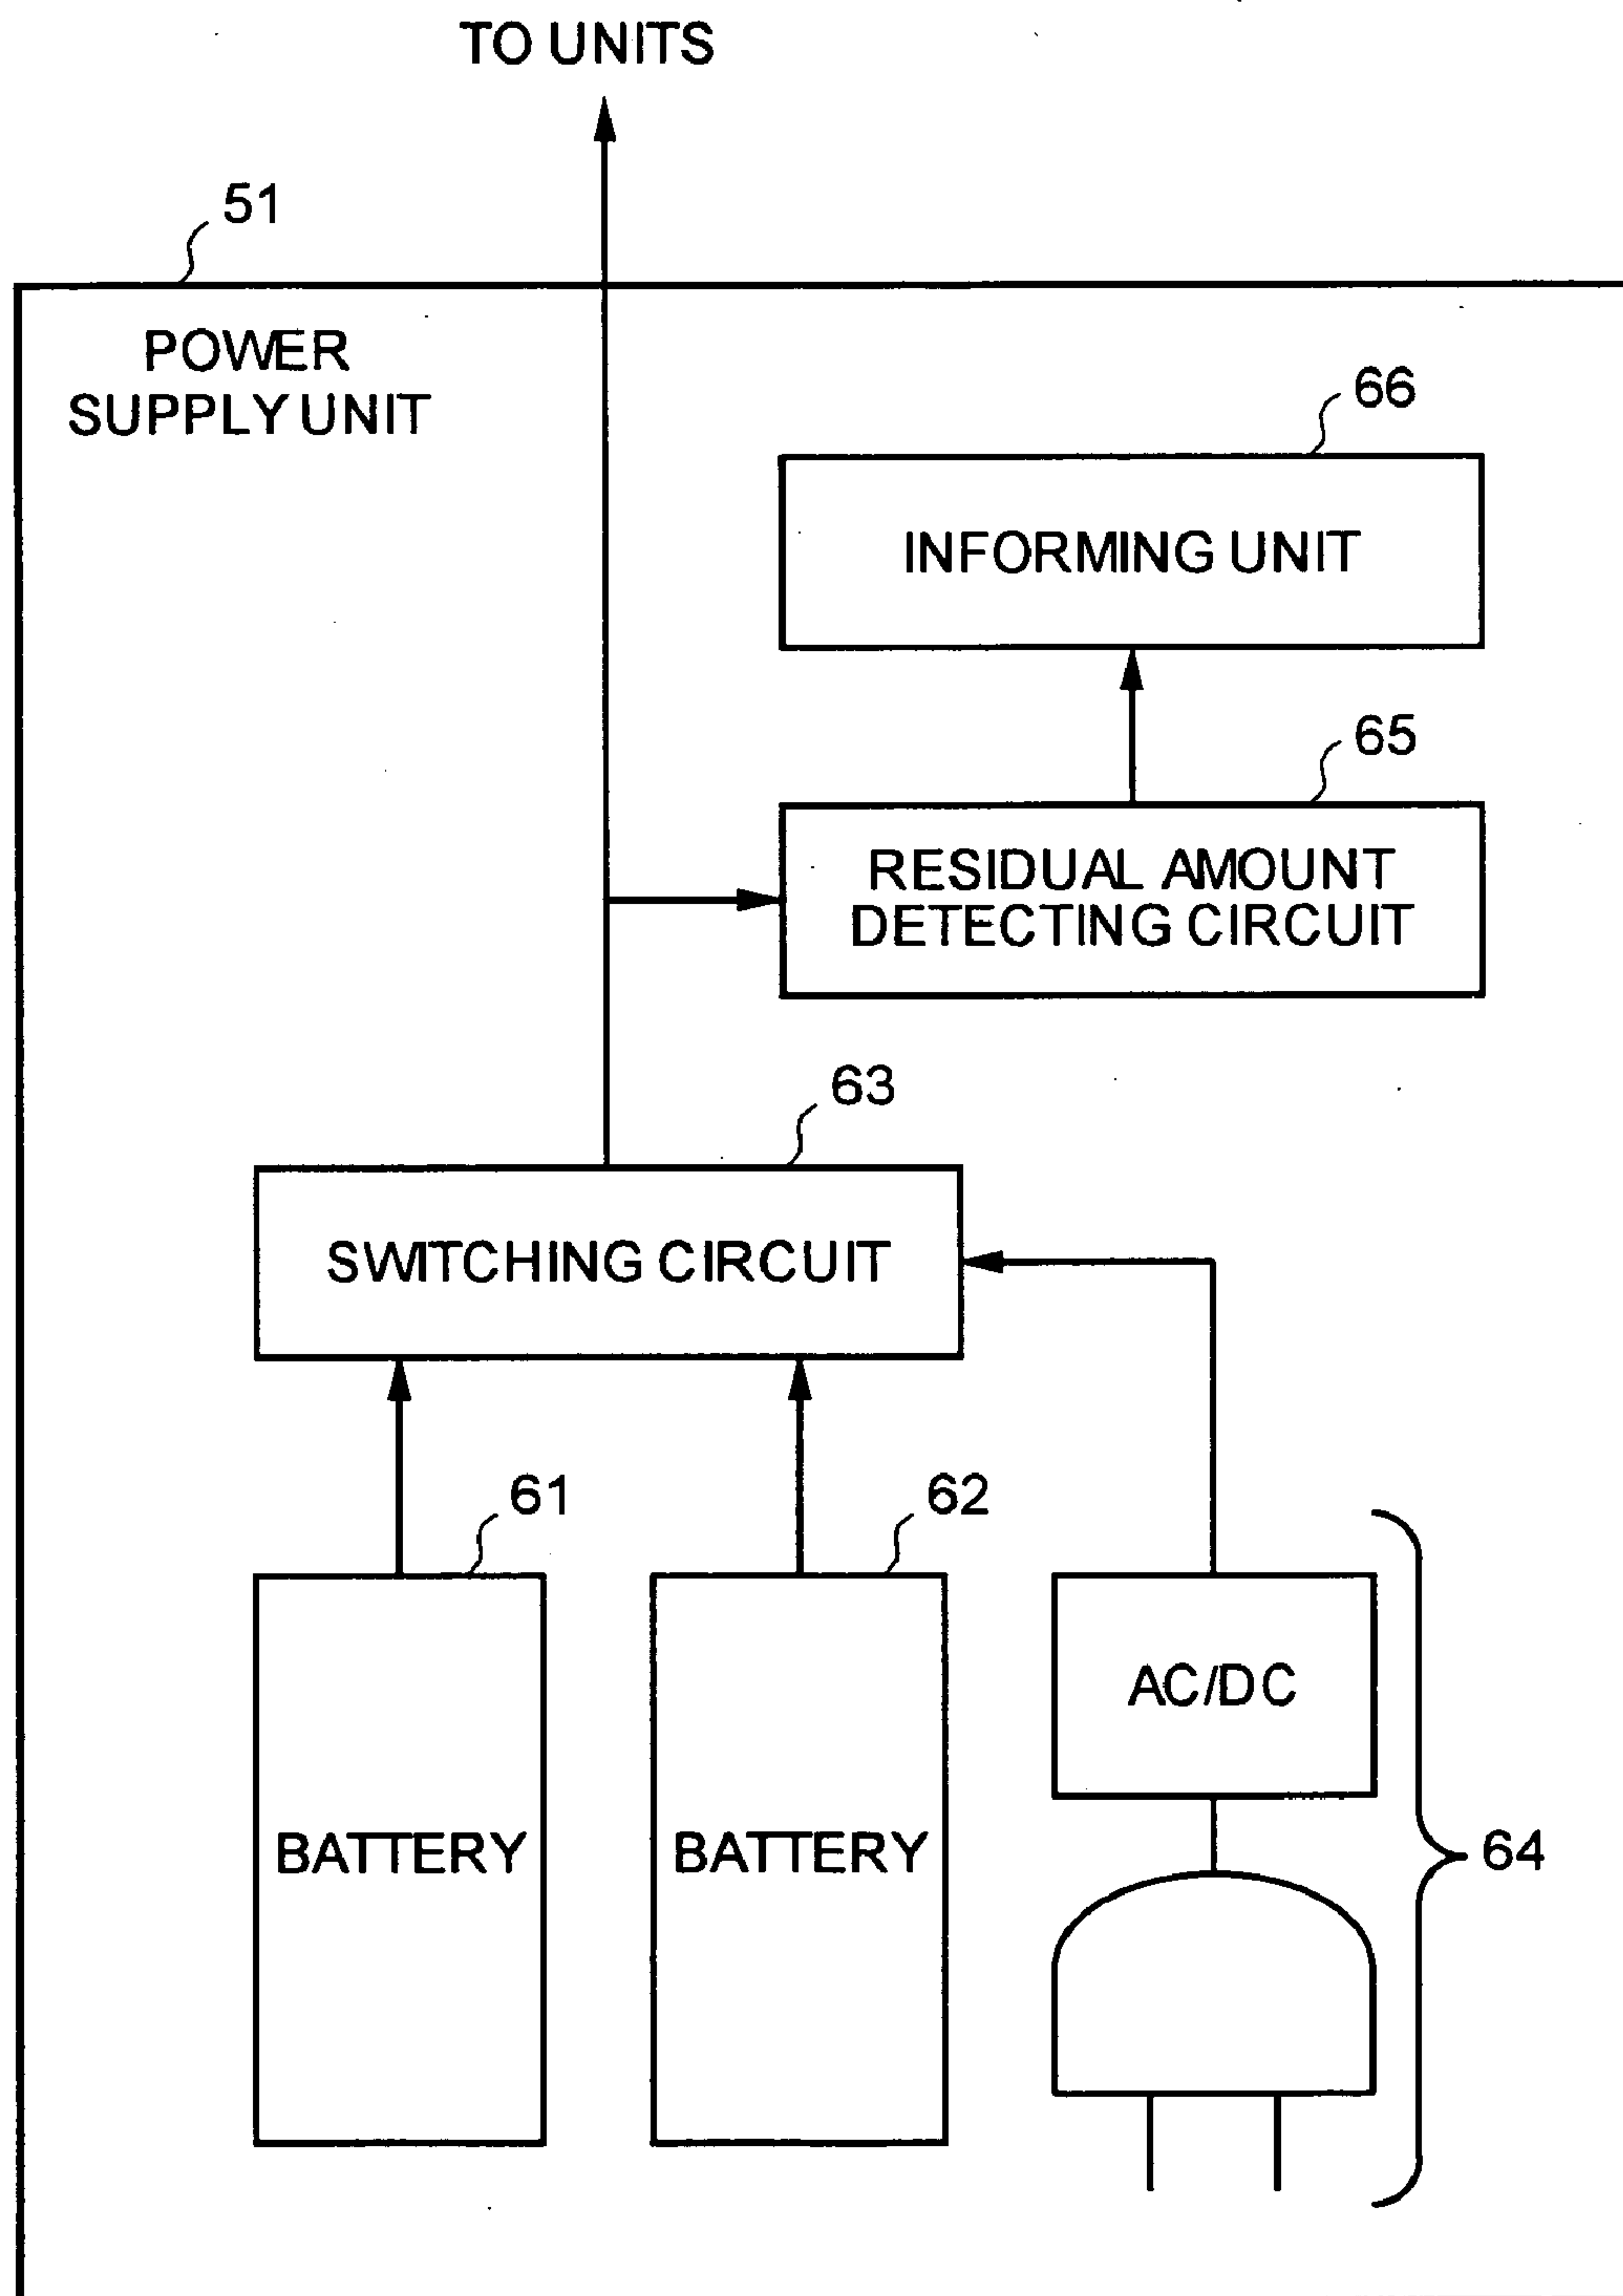 TO UNITS
51
POWER
SUPPLY UNIT
66
INFORMING UNIT
65
RESIDUAL AMOUNT
DETECTING CIRCUIT
63
SWITCHING CIRCUIT
61
62
AC/DC
BATTERY
BATTERY
64